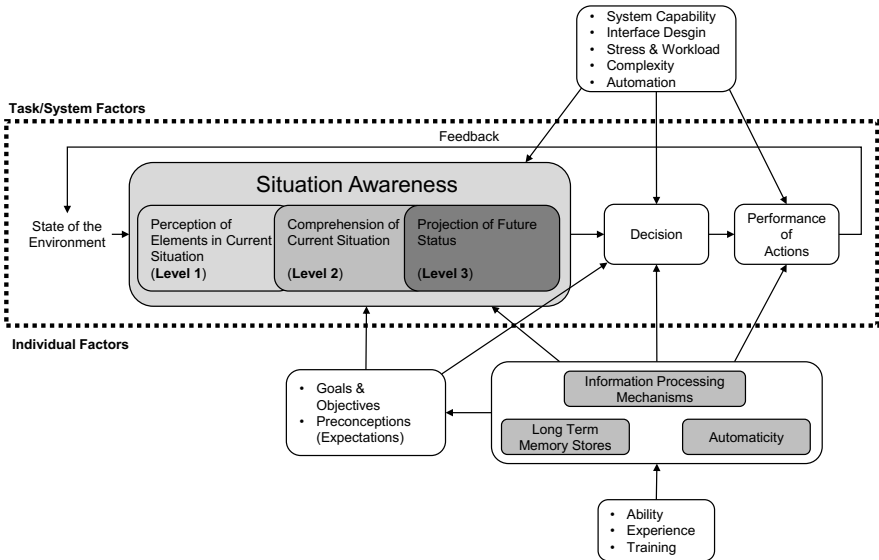 • System Capability
• Interface Desgin
• Stress & Workload
• Complexity
• Automation
Task/System Factors
Feedback
Situation Awareness
State of the
Environment
Perception of
Elements in Current
Situation
(Level 1)
Comprehension of
Current Situation
(Level 2)
Projection of Future
Status
(Level 3)
Decision
Performance
of
Actions
Individual Factors
• Goals &
Objectives
• Preconceptions
(Expectations)
Information Processing
Mechanisms
Long Term
Memory Stores
Automaticity
• Ability
• Experience
• Training